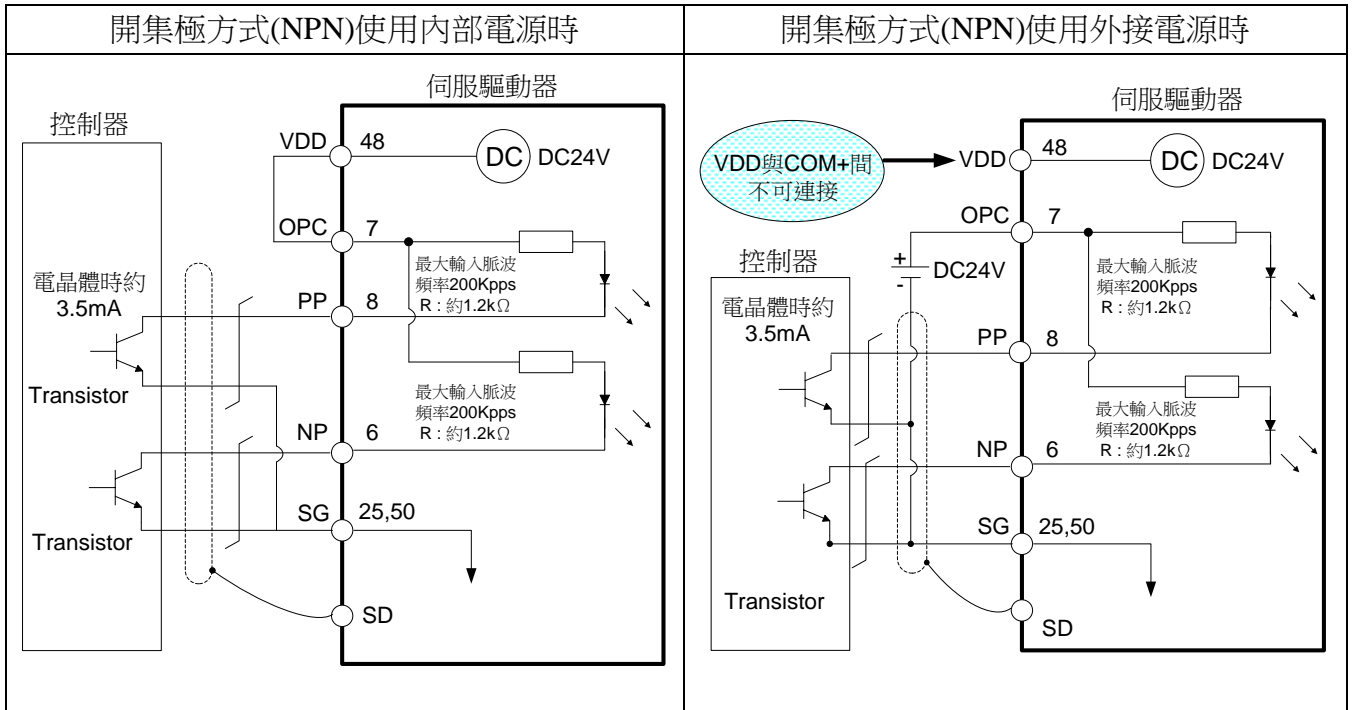 開集極方式(NPN)使用內部電源時
伺服驅動器
控制器
VDD
48
DC
DC24V
OPC
7
最大輸入脈波
頻率200Kpps
R : 約1.2kΩ
電晶體時約
3.5mA
PP
8
Transistor
最大輸入脈波
頻率200Kpps
R : 約1.2kΩ
NP
6
SG
25,50
Transistor
SD
開集極方式(NPN)使用外接電源時
伺服驅動器
VDD與COM+間
不可連接
VDD
48
DC
DC24V
OPC
7
控制器
+
-
DC24V
最大輸入脈波
頻率200Kpps
R : 約1.2kΩ
電晶體時約
3.5mA
PP
8
最大輸入脈波
頻率200Kpps
R : 約1.2kΩ
NP
6
SG
25,50
Transistor
SD